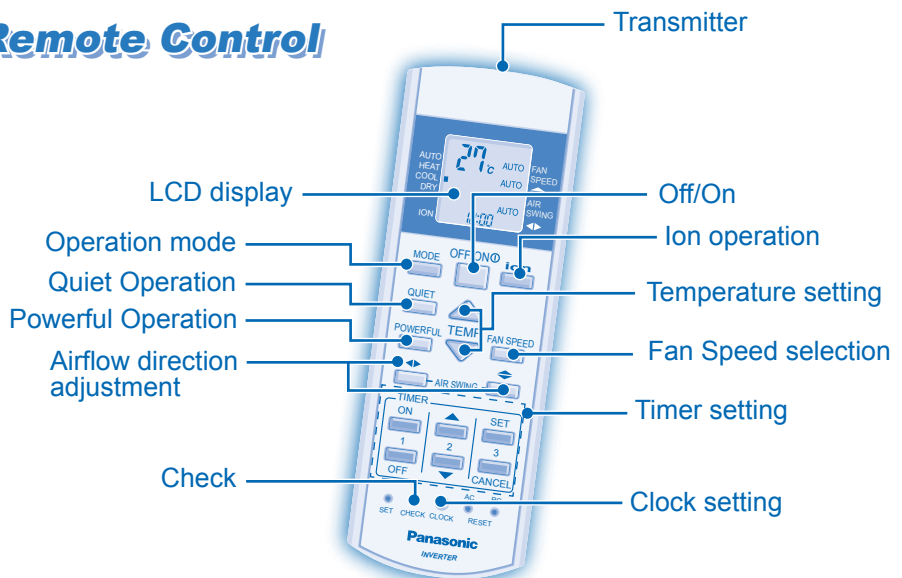 Remote Control
Transmitter
27°C AUTO
AUTO
AUTO
12:00
AUTO
HEAT
COOL
DRY
ION
FAN
SPEED
AIR
SWING
LCD display
Off/On
Operation mode
Ion operation
MODE
OFF/ON
ion
Quiet Operation
Temperature setting
QUIET
Powerful Operation
POWERFUL
TEMP
FAN SPEED
Fan Speed selection
Airflow direction
adjustment
AIR SWING
Timer setting
TIMER
ON
SET
1
2
3
OFF
CANCEL
Check
Clock setting
SET
CHECK
CLOCK
AC
RESET
Panasonic
INVERTER